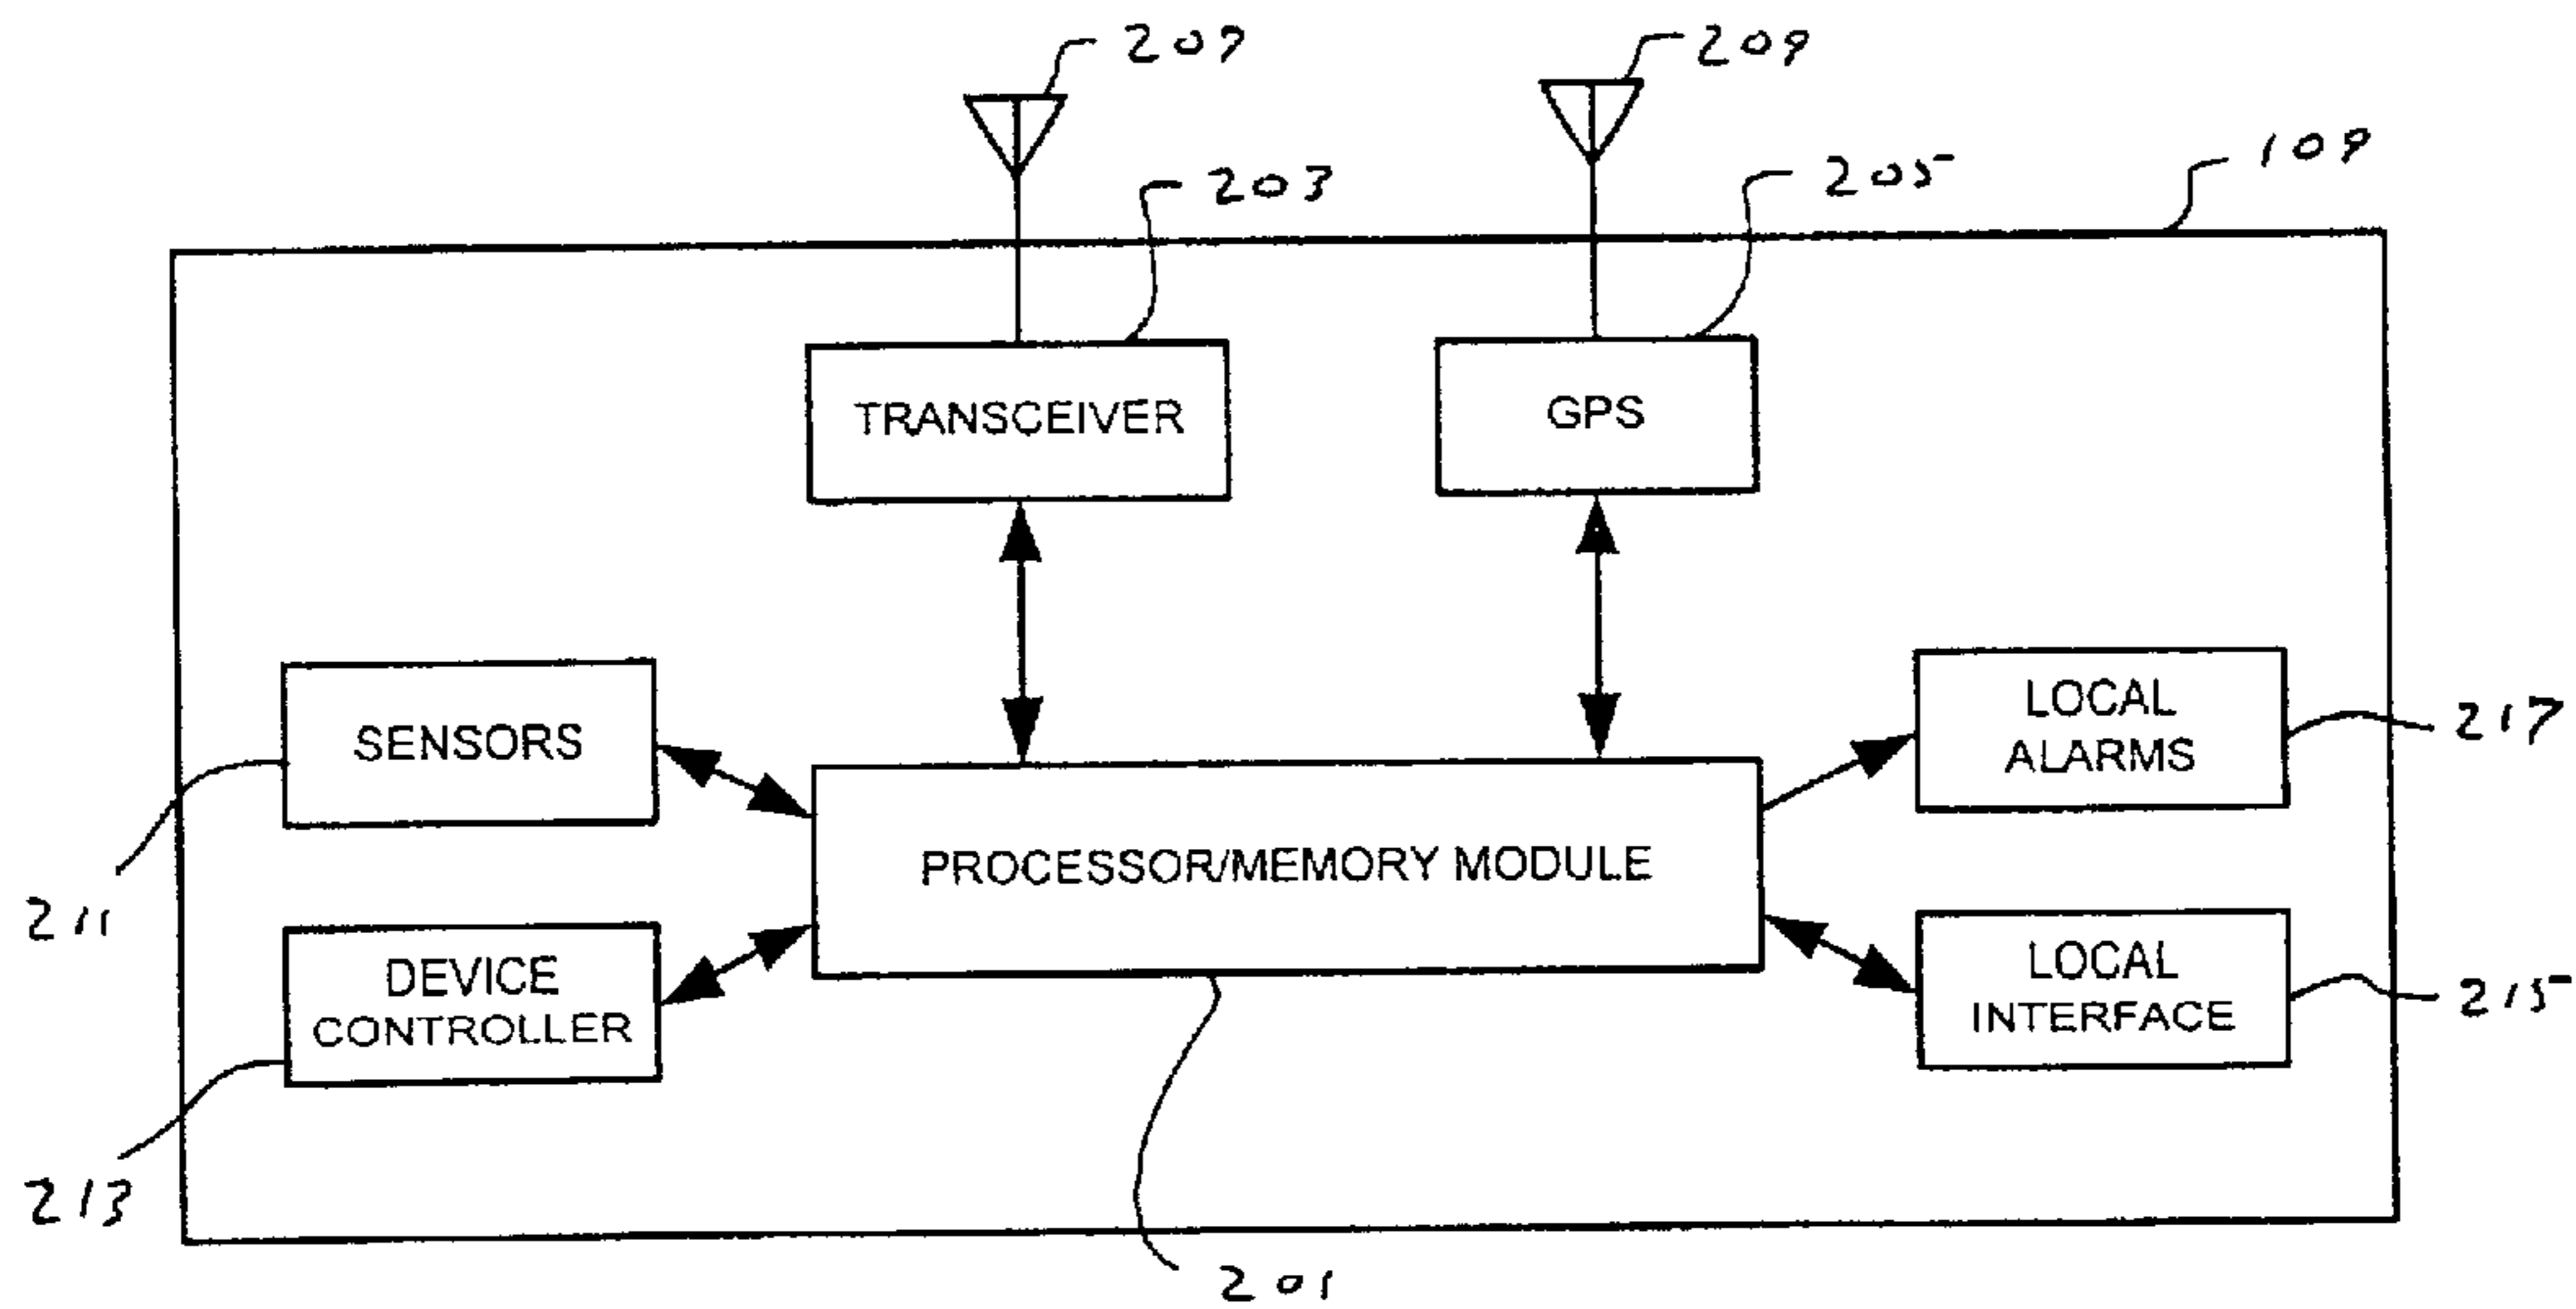 207
209
109
203
205
TRANSCEIVER
GPS
SENSORS
LOCAL
ALARMS
217
PROCESSOR/MEMORY MODULE
211
DEVICE
CONTROLLER
LOCAL
INTERFACE
215
213
201